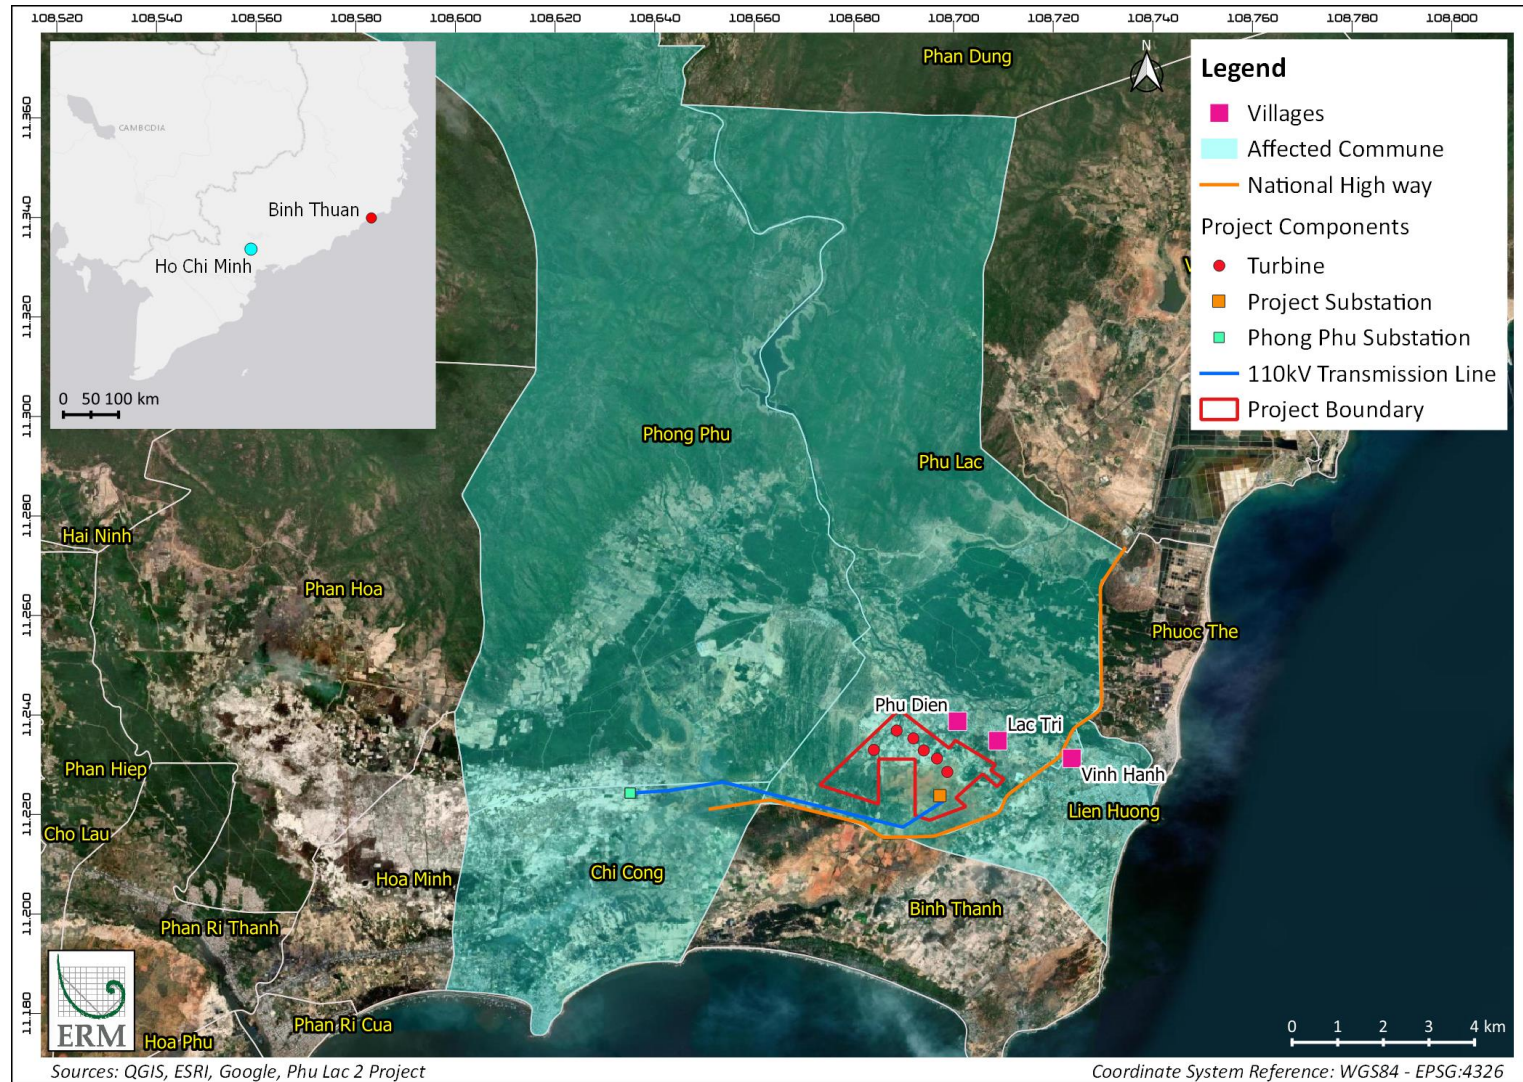 108.520 108.540 108.560 108.580 108.600 108.620 108.640 108.660 108.680 108.700 108.720 108.740 108.760 108.780 108.800
11.360
11.340
11.320
11.300
11.280
11.260
11.240
11.220
11.200
11.180
CAMBODIA
Binh Thuan
Ho Chi Minh
0 50 100 km
N
Legend
Villages
Affected Commune
National High way
Project Components
Turbine
Project Substation
Phong Phu Substation
110kV Transmission Line
Project Boundary
Phan Dung
Phong Phu
Phu Lac
Hai Ninh
Phan Hoa
Phuoc The
Phu Dien
Lac Tri
Vinh Hanh
Phan Hiep
Lien Huong
Cho Lau
Chi Cong
Hoa Minh
Binh Thanh
Phan Ri Thanh
Phan Ri Cua
Hoa Phu
ERM
0 1 2 3 4 km
Sources: QGIS, ESRI, Google, Phu Lac 2 Project
Coordinate System Reference: WGS84 - EPSG:4326